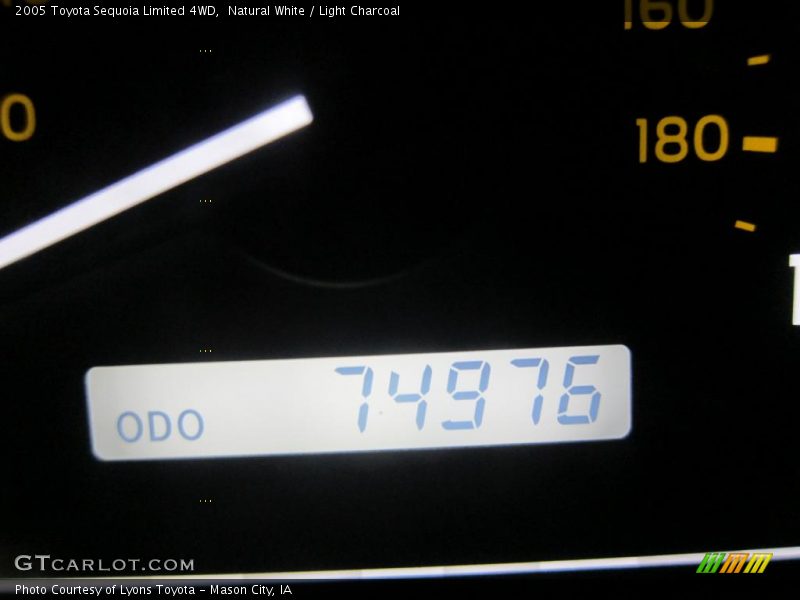 2005 Toyota Sequoia Limited 4WD,  Natural White / Light Charcoal
160
0
180
ODO 74976
GTCARLOT.COM
Photo Courtesy of Lyons Toyota - Mason City, IA